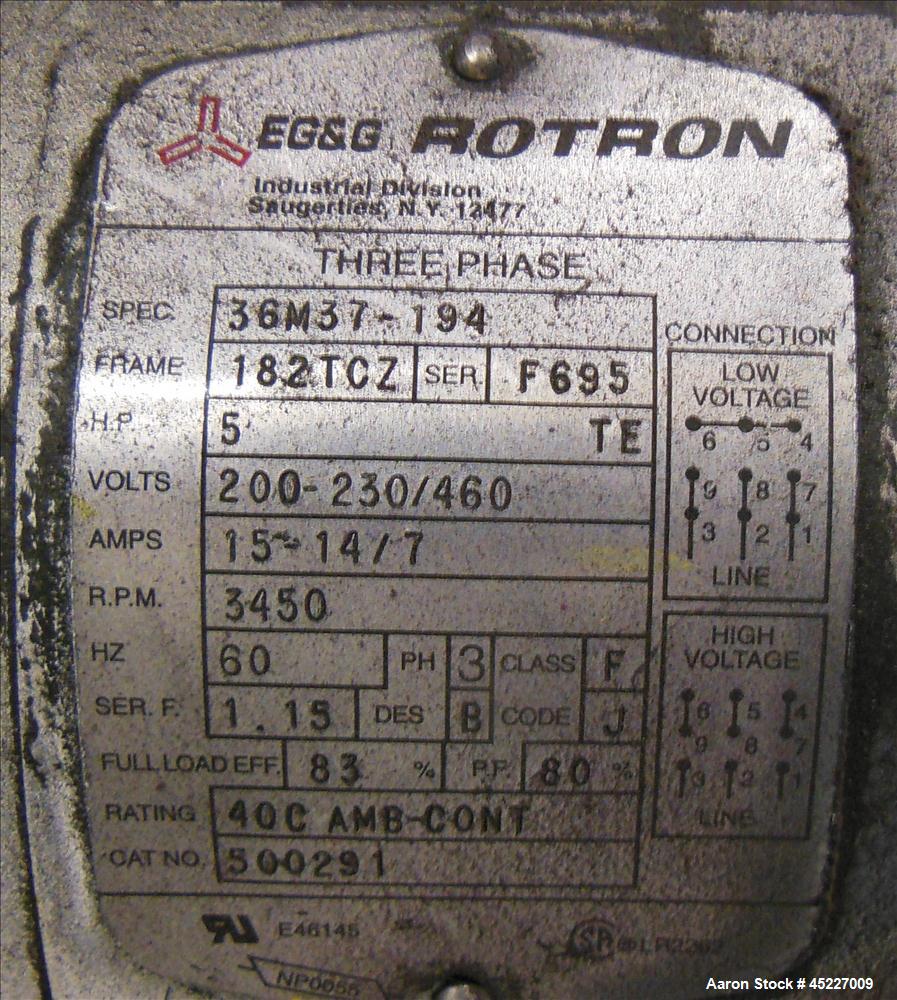 EG&G ROTRON
Industrial Division
Saugerties, N.Y. 12477
THREE PHASE
SPEC. 36M37-194
FRAME 182TCZ SER. F695
H.P. 5 TE
VOLTS 200-230/460
AMPS 15-14/7
R.P.M. 3450
HZ 60 PH 3 CLASS F
SER. F. 1.15 DES B CODE J
FULL LOAD EFF. 83 % P.F. 80 %
RATING 40C AMB-CONT
CAT NO. 500291
CONNECTION
LOW
VOLTAGE
6 5 4
9 8 7
3 2 1
LINE
HIGH
VOLTAGE
6 5 4
9 8 7
3 2 1
LINE
E46145
NP0055
Aaron Stock # 45227009